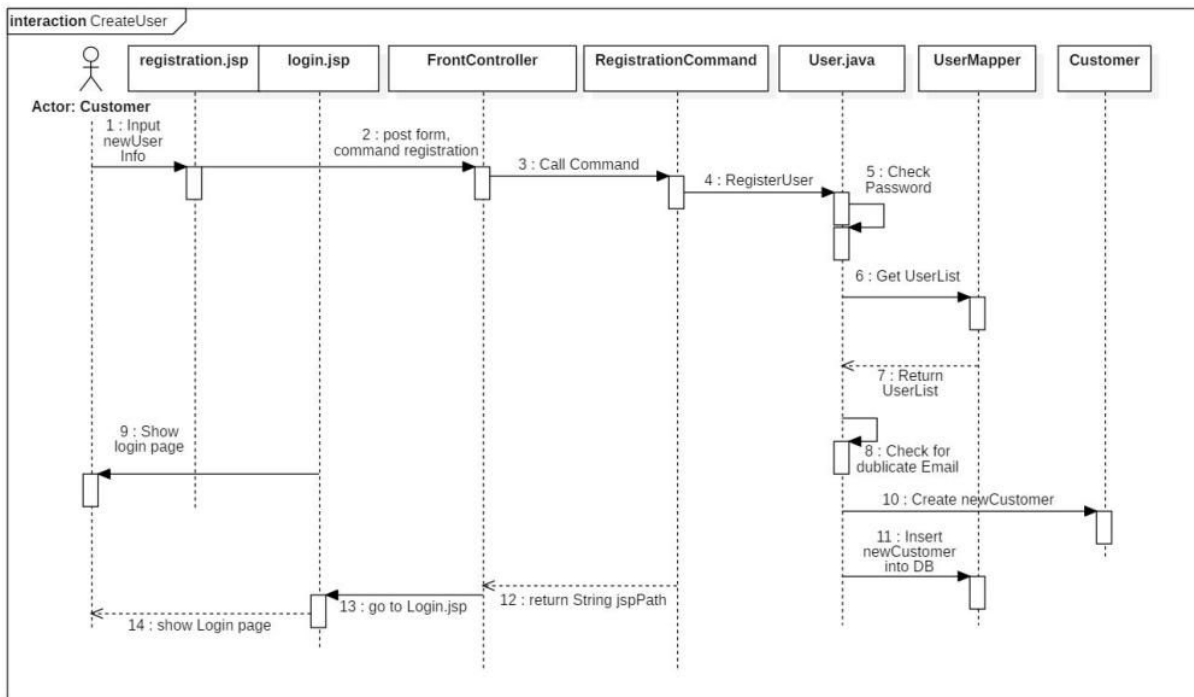 interaction CreateUser
registration.jsp
login.jsp
FrontController
RegistrationCommand
User.java
UserMapper
Customer
Actor: Customer
1 : Input
newUser
Info
2 : post form,
command registration
3 : Call Command
4 : RegisterUser
5 : Check
Password
6 : Get UserList
7 : Return
UserList
8 : Check for
dublicate Email
9 : Show
login page
10 : Create newCustomer
11 : Insert
newCustomer
into DB
12 : return String jspPath
13 : go to Login.jsp
14 : show Login page